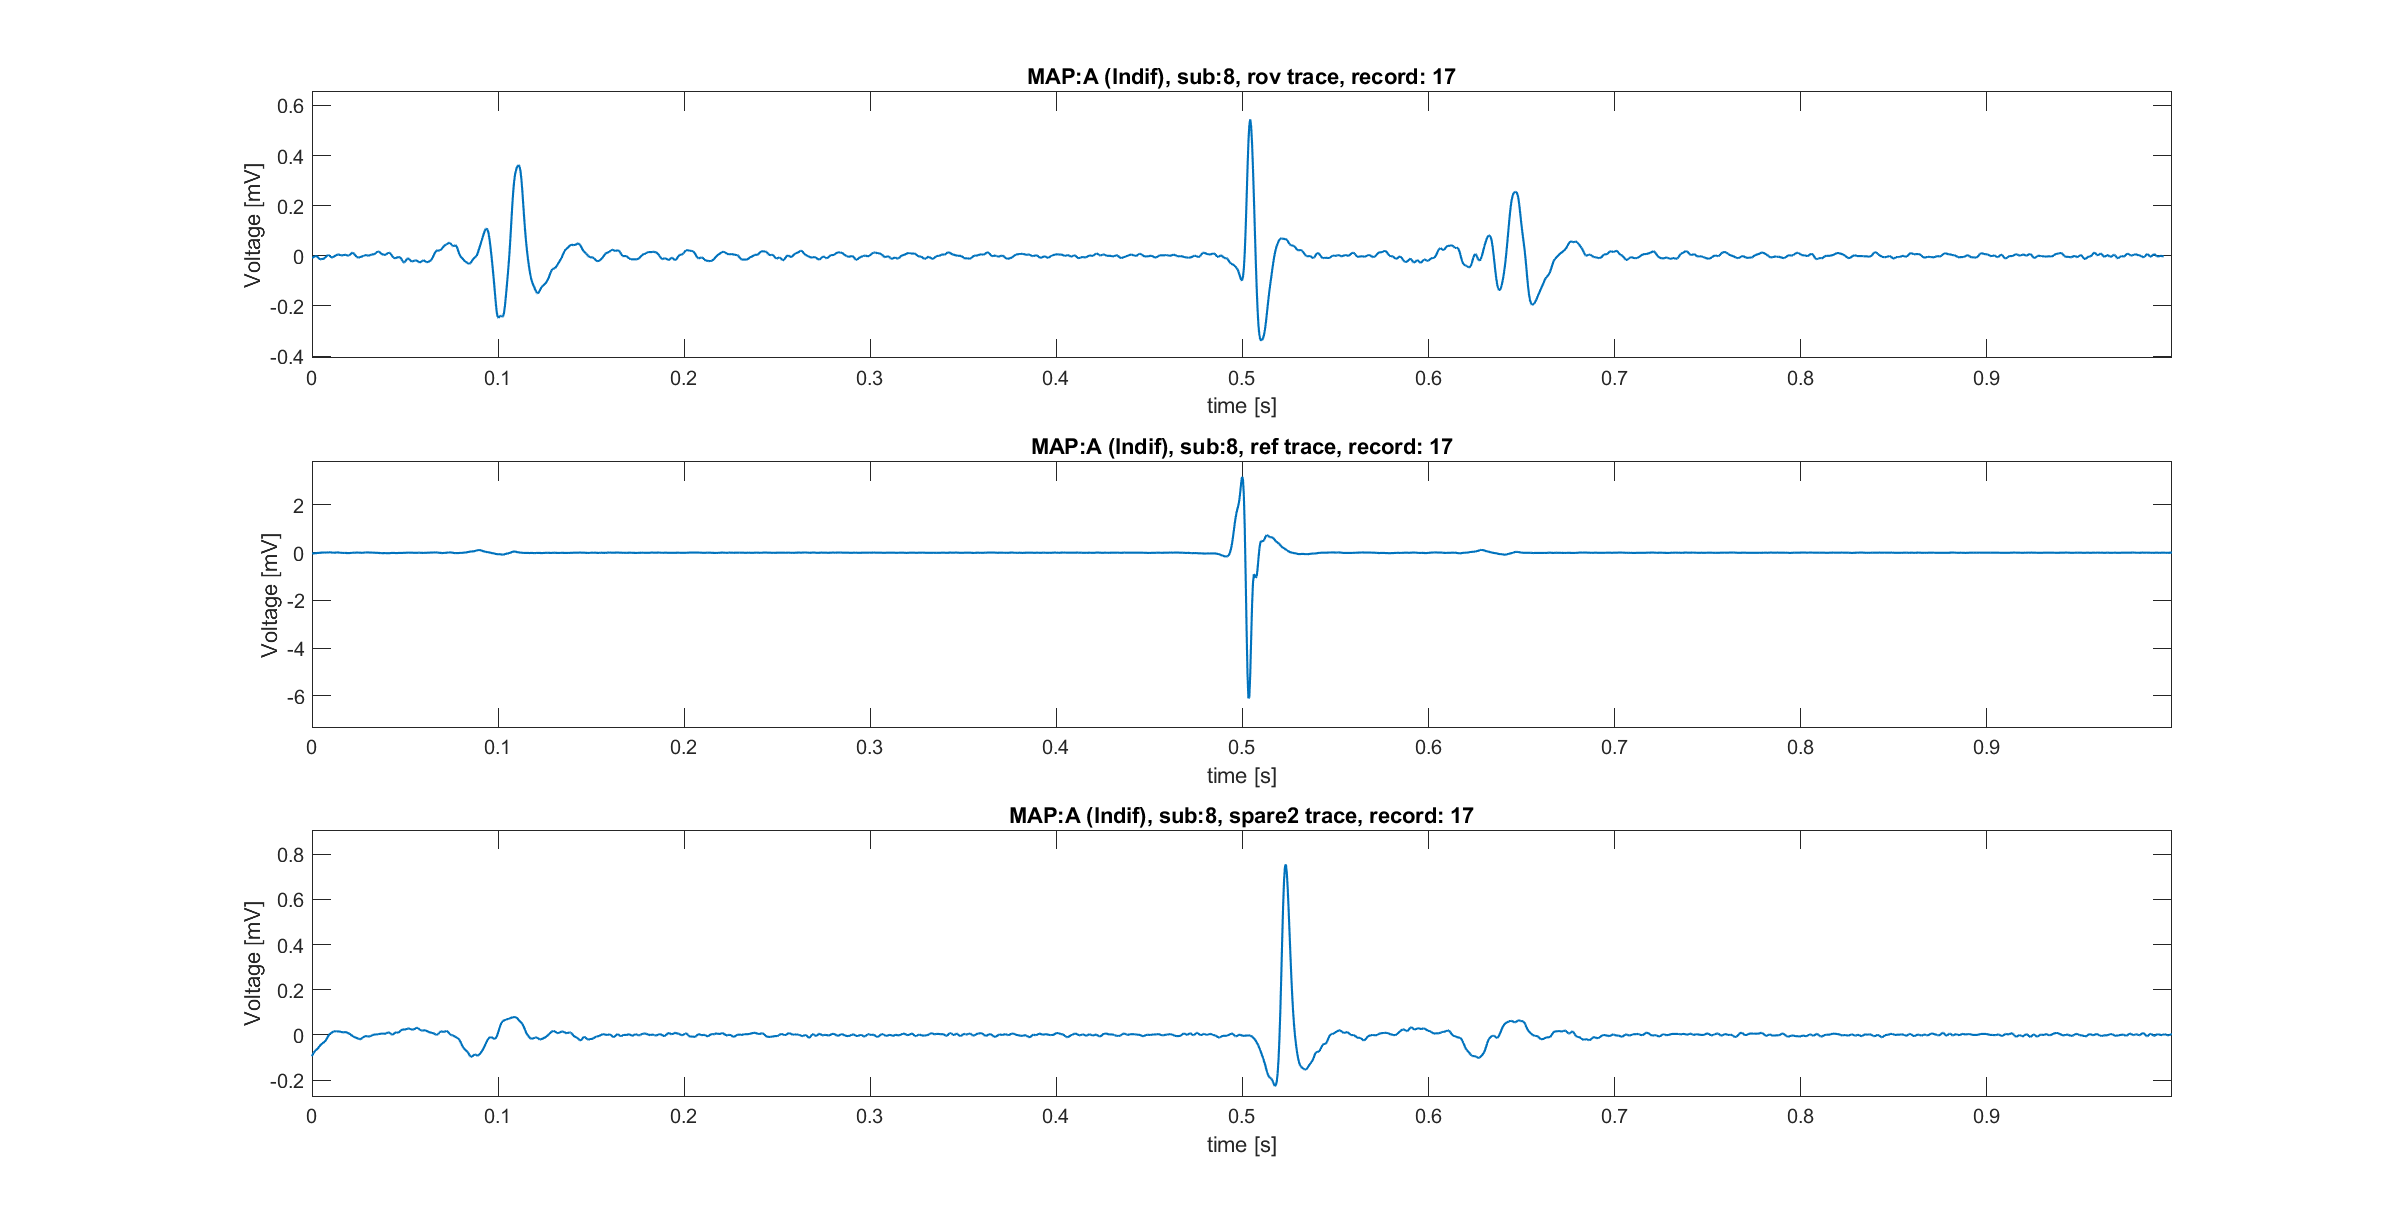 MAP:A (Indif), sub:8, rov trace, record: 17
Voltage [mV]
0.6
0.4
0.2
0
-0.2
-0.4
0 0.1 0.2 0.3 0.4 0.5 0.6 0.7 0.8 0.9
time [s]
MAP:A (Indif), sub:8, ref trace, record: 17
Voltage [mV]
2
0
-2
-4
-6
0 0.1 0.2 0.3 0.4 0.5 0.6 0.7 0.8 0.9
time [s]
MAP:A (Indif), sub:8, spare2 trace, record: 17
Voltage [mV]
0.8
0.6
0.4
0.2
0
-0.2
0 0.1 0.2 0.3 0.4 0.5 0.6 0.7 0.8 0.9
time [s]